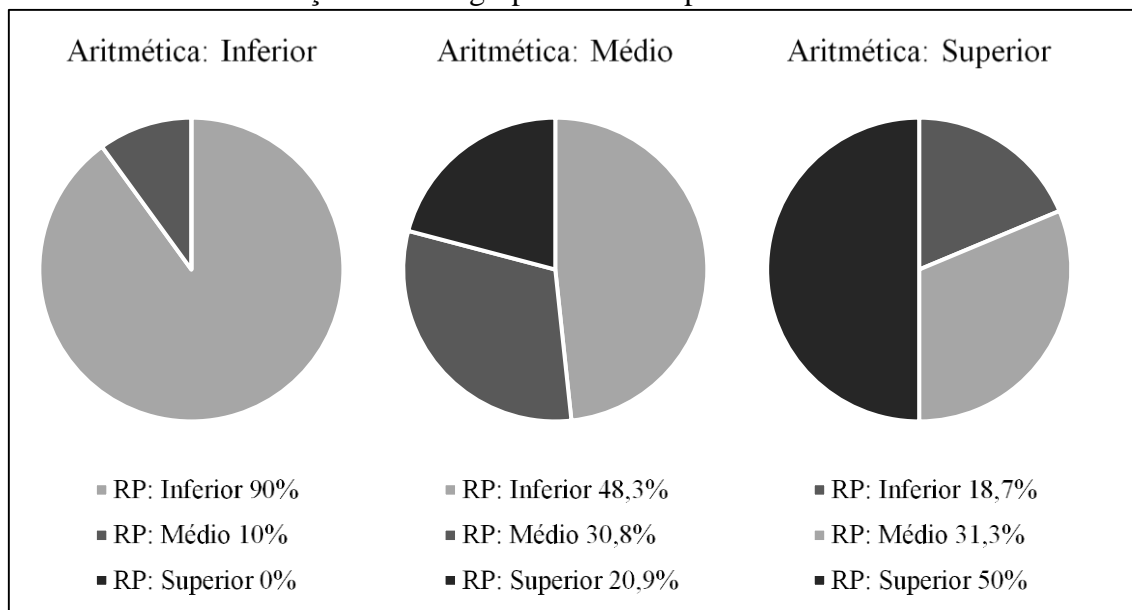 Aritmética: Inferior
Aritmética: Médio
Aritmética: Superior
RP: Inferior 90%
RP: Médio 10%
RP: Superior 0%
RP: Inferior 48,3%
RP: Médio 30,8%
RP: Superior 20,9%
RP: Inferior 18,7%
RP: Médio 31,3%
RP: Superior 50%